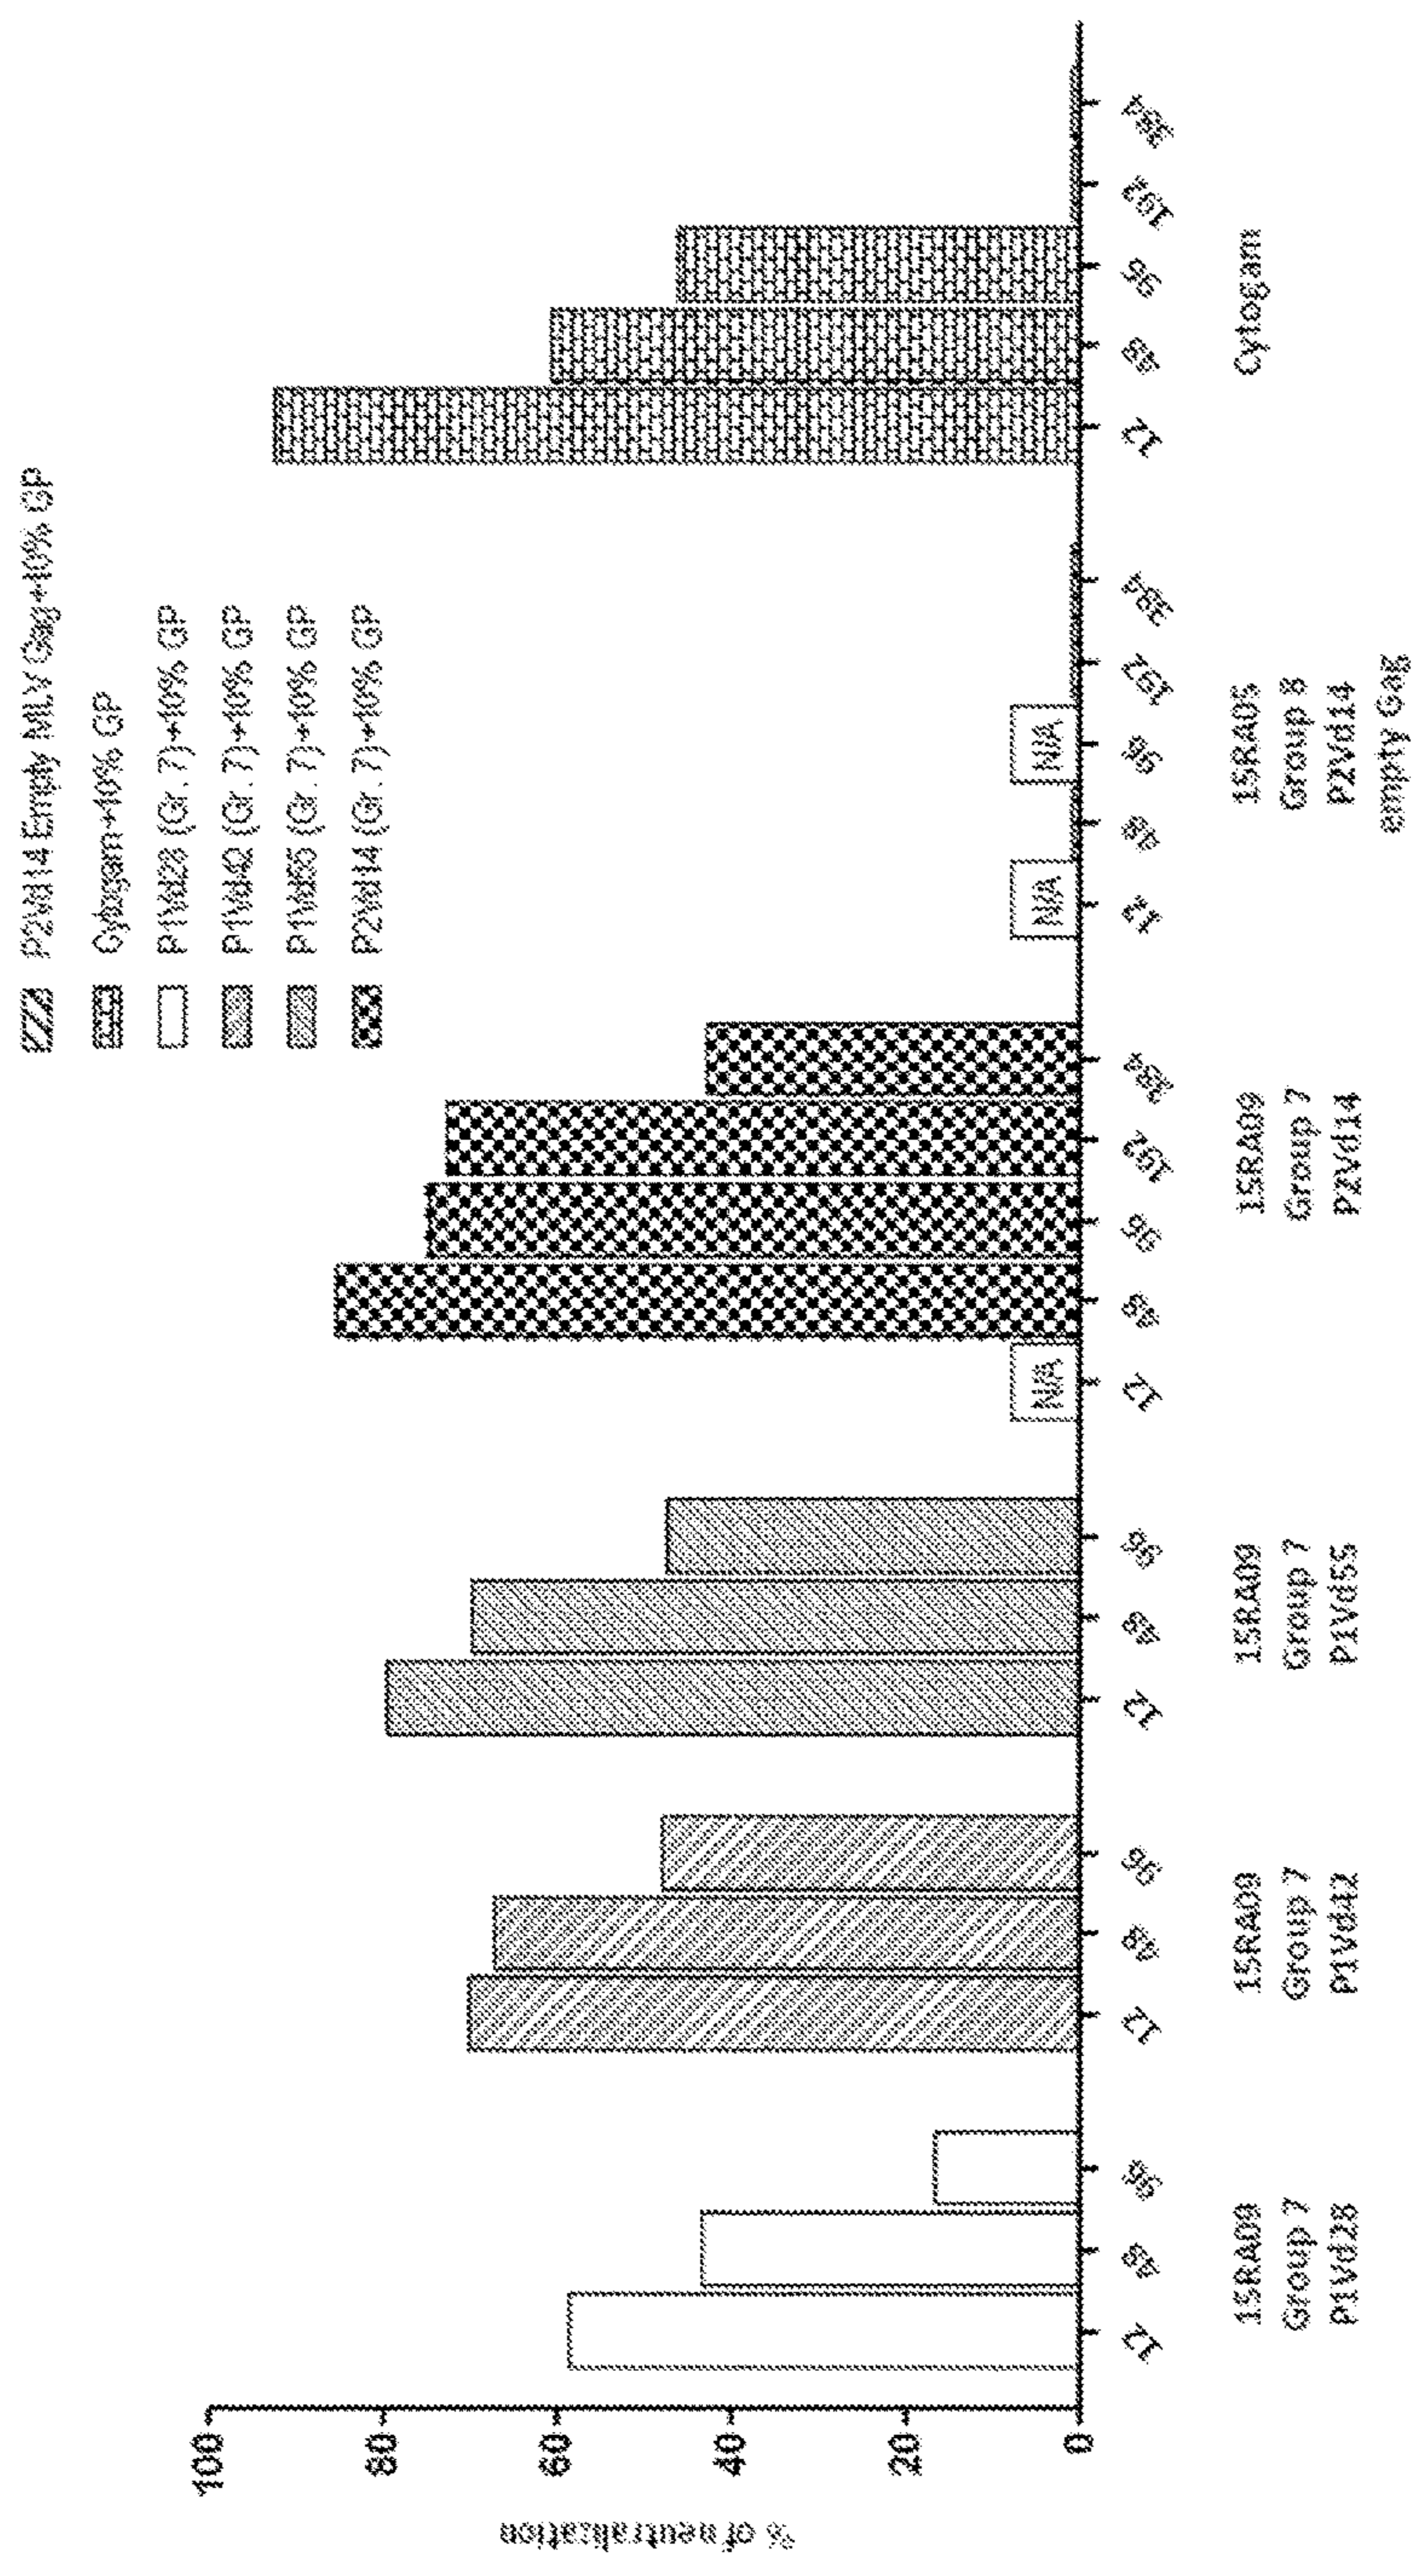 P2Vd14 Empty MLV Gag+10% GP
Cytogam+10% GP
P1Vd28 (Gr. 7)+10% GP
P1Vd42 (Gr. 7)+10% GP
P1Vd55 (Gr. 7)+10% GP
P2Vd14 (Gr. 7)+10% GP
% of neutralization
100
80
60
40
20
0
N/A N/A N/A
12 48 96 12 48 96 12 48 96 12 48 96 192 384 12 48 96 192 384 12 48 96 192 384
15RA09 15RA09 15RA09 15RA09 15RA05 Cytogam
Group 7 Group 7 Group 7 Group 7 Group 8
P1Vd28 P1Vd42 P1Vd55 P2Vd14 P2Vd14
empty Gag